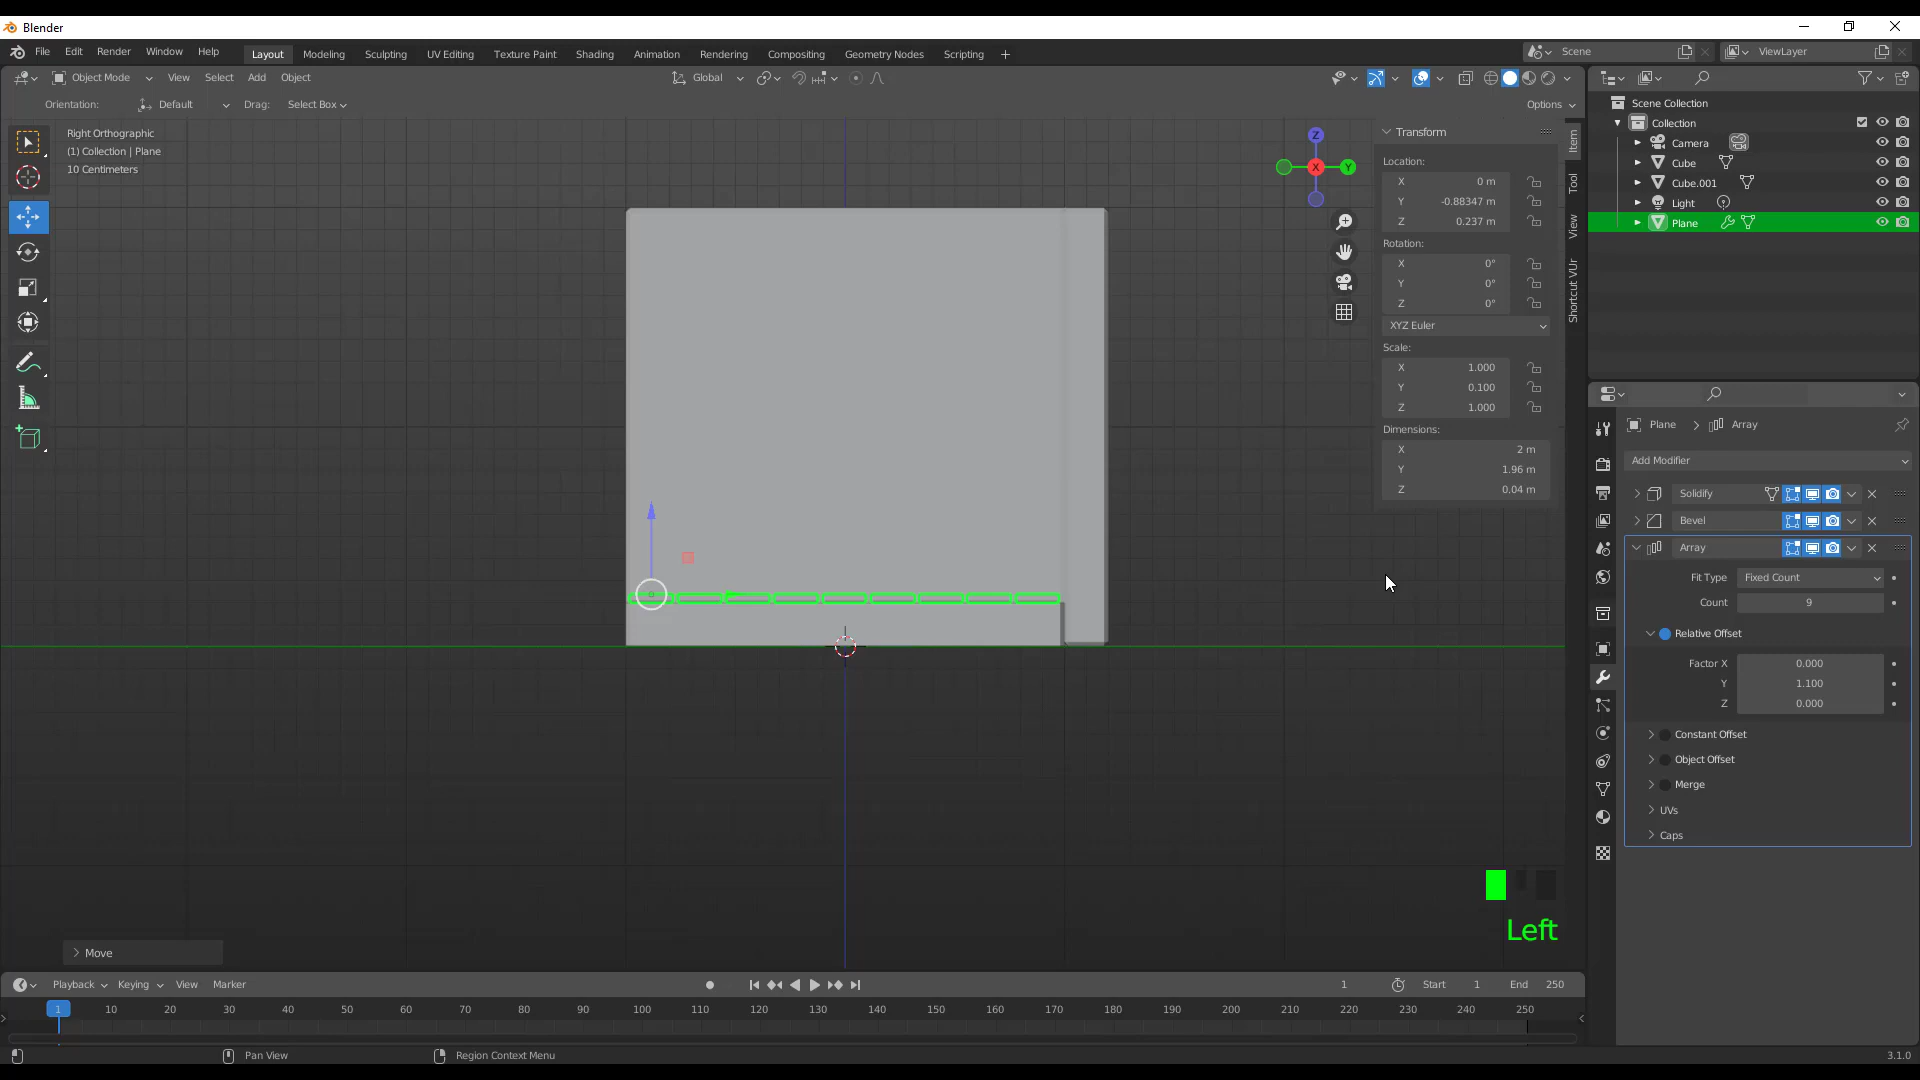 Blender
File Edit Render Window Help
Layout Modeling Sculpting UV Editing Texture Paint Shading Animation Rendering Compositing Geometry Nodes Scripting +
Scene
ViewLayer
Object Mode View Select Add Object
Global
Orientation: Default Drag: Select Box
Options
Right Orthographic
(1) Collection | Plane
10 Centimeters
Z
Y
X
Transform
Location:
X 0 m
Y -0.88347 m
Z 0.237 m
Rotation:
X 0°
Y 0°
Z 0°
XYZ Euler
Scale:
X 1.000
Y 0.100
Z 1.000
Dimensions:
X 2 m
Y 1.96 m
Z 0.04 m
Item
Tool
View
Shortcut VUr
Scene Collection
Collection
Camera
Cube
Cube.001
Light
Plane
Plane > Array
Add Modifier
Solidify
Bevel
Array
Fit Type Fixed Count
Count 9
Relative Offset
Factor X 0.000
Y 1.100
Z 0.000
Constant Offset
Object Offset
Merge
UVs
Caps
Left
Move
Playback Keying View Marker
1 Start 1 End 250
1 10 20 30 40 50 60 70 80 90 100 110 120 130 140 150 160 170 180 190 200 210 220 230 240 250
Pan View
Region Context Menu
3.1.0